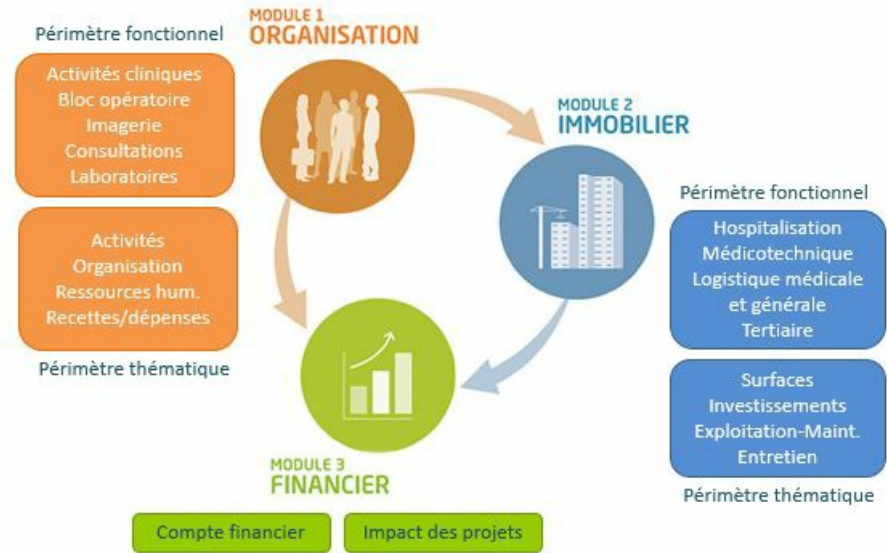 MODULE 1
ORGANISATION
Périmètre fonctionnel
Activités cliniques
Bloc opératoire
Imagerie
Consultations
Laboratoires
Activités
Organisation
Ressources hum.
Recettes/dépenses
Périmètre thématique
MODULE 2
IMMOBILIER
Périmètre fonctionnel
Hospitalisation
Médicotechnique
Logistique médicale
et générale
Tertiaire
Surfaces
Investissements
Exploitation-Maint.
Entretien
Périmètre thématique
MODULE 3
FINANCIER
Compte financier
Impact des projets